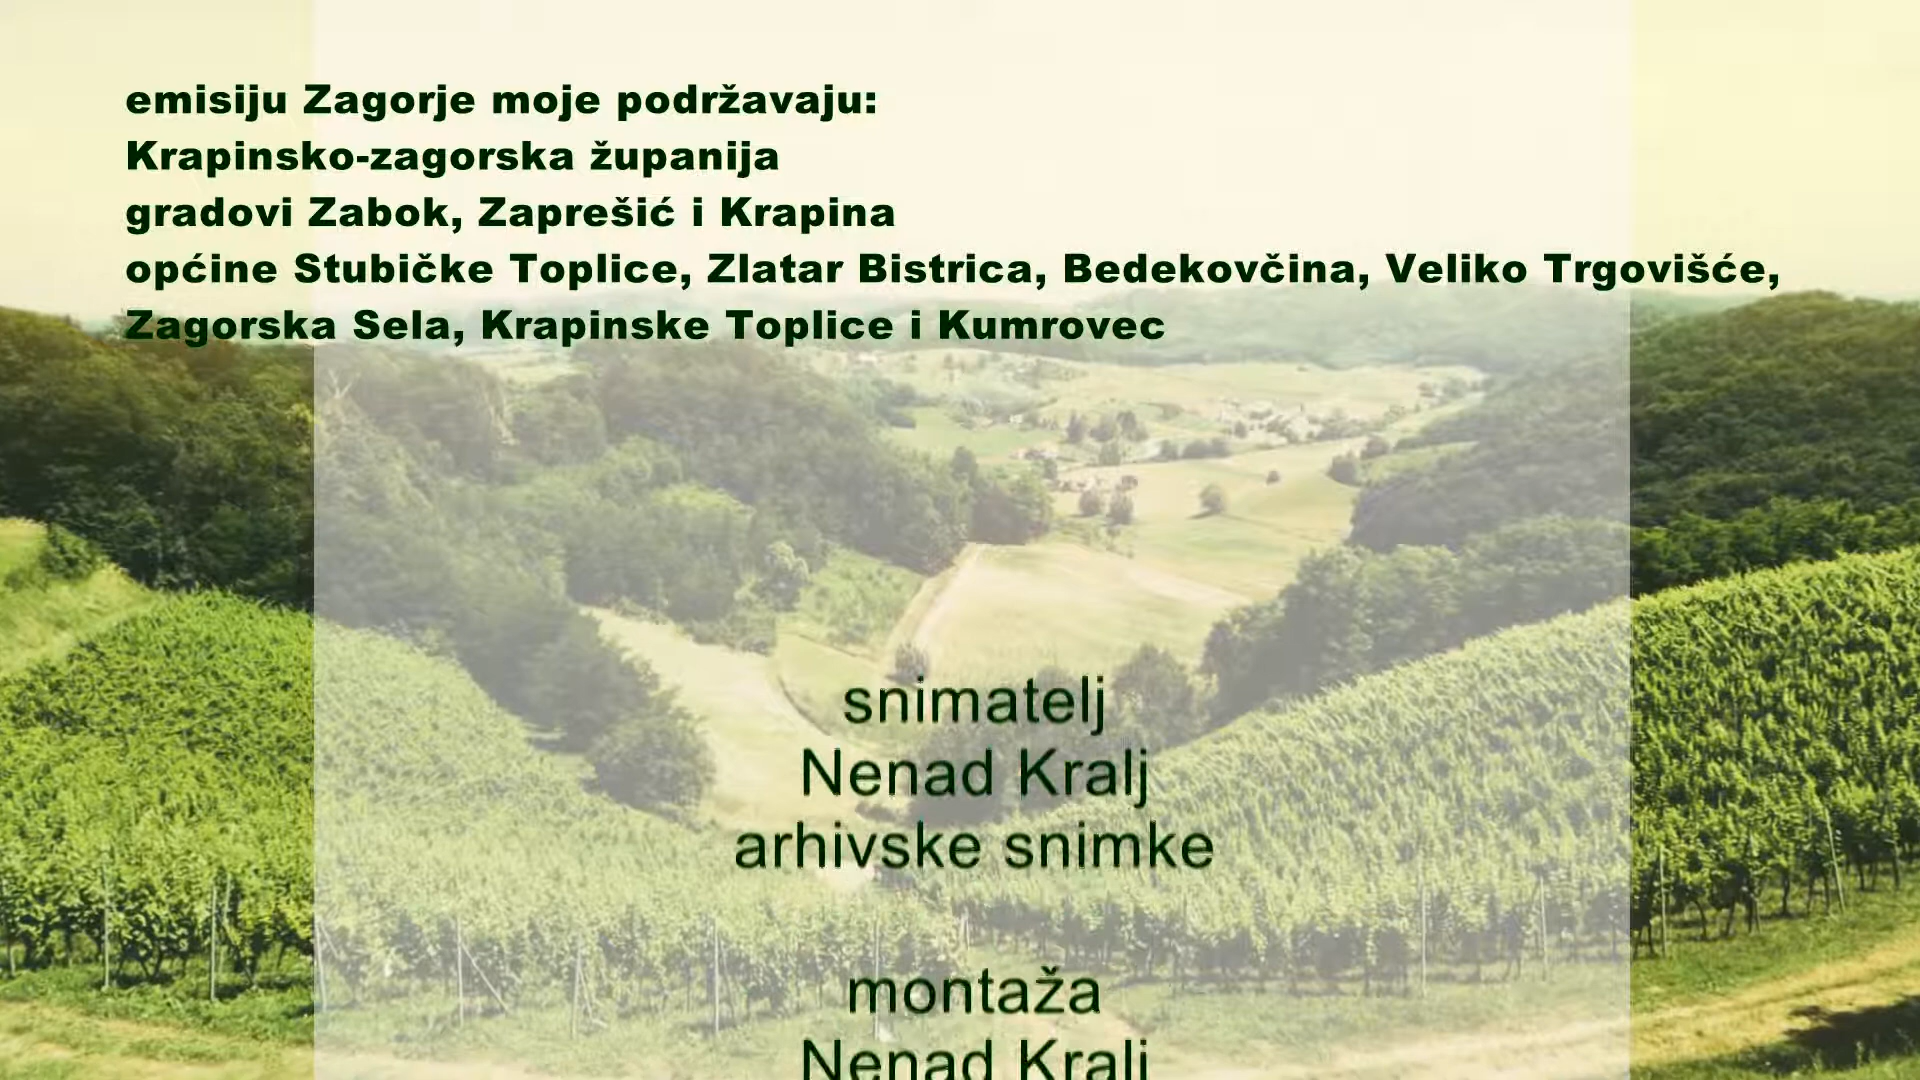 emisiju Zagorje moje podržavaju:
Krapinsko-zagorska županija
gradovi Zabok, Zaprešić i Krapina
općine Stubičke Toplice, Zlatar Bistrica, Bedekovčina, Veliko Trgovišće,
Zagorska Sela, Krapinske Toplice i Kumrovec
snimatelj
Nenad Kralj
arhivske snimke
montaža
Nenad Kralj